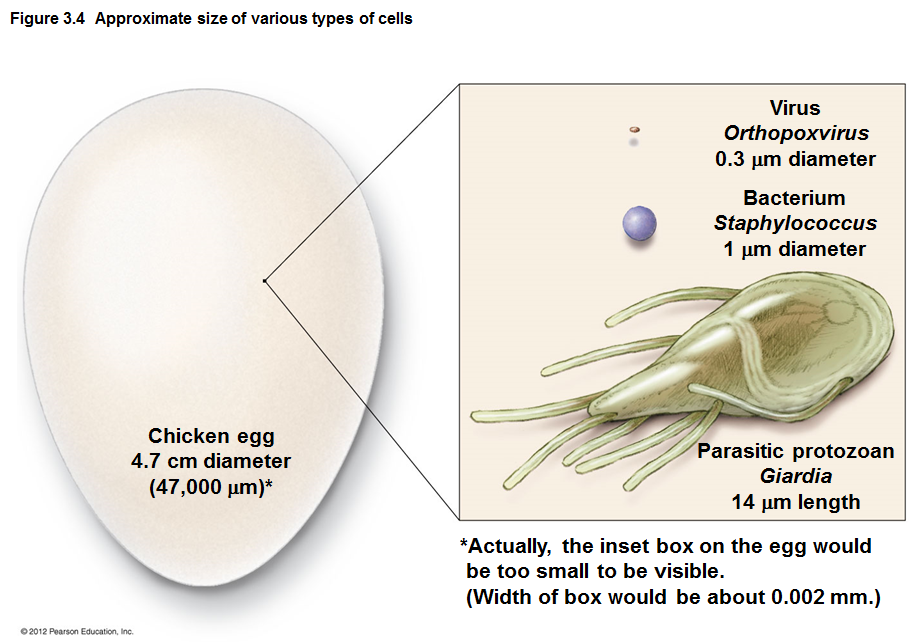 Figure 3.4 Approximate size of various types of cells
Virus
Orthopoxvirus
0.3 μm diameter
Bacterium
Staphylococcus
1 μm diameter
Chicken egg
4.7 cm diameter
(47,000 μm)*
Parasitic protozoan
Giardia
14 μm length
*Actually, the inset box on the egg would
be too small to be visible.
(Width of box would be about 0.002 mm.)
© 2012 Pearson Education, Inc.